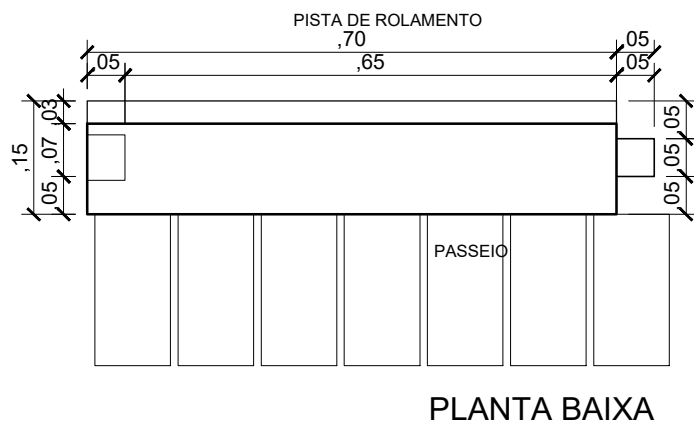 PISTA DE ROLAMENTO
,70 ,05
,05 ,65 ,05
,15 ,03 ,07 ,05
,05 ,05 ,05
PASSEIO
PLANTA BAIXA